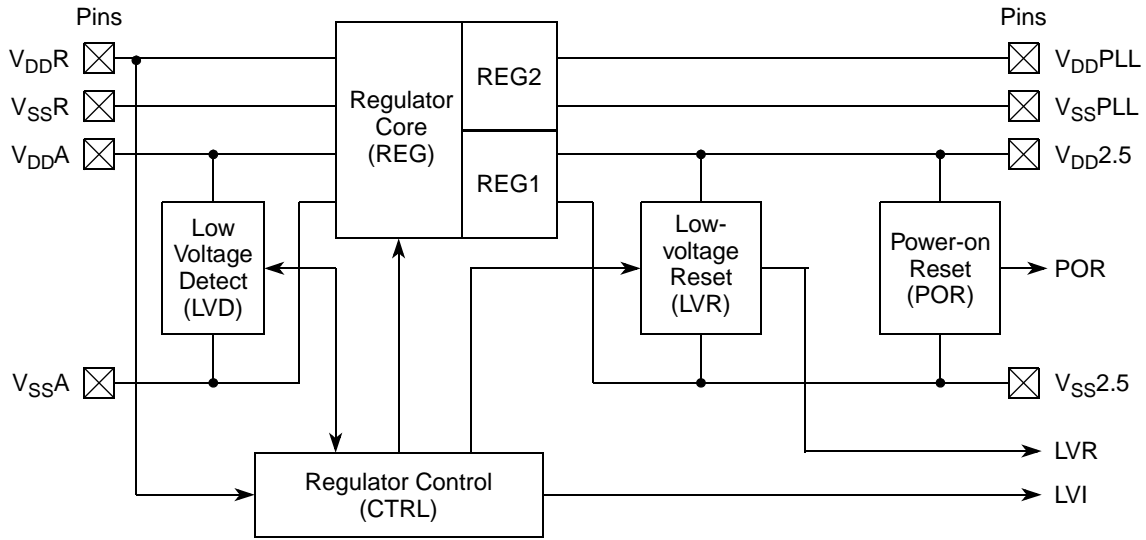 Pins
Pins
VDDR
VSSR
VDDA
VSSA
Regulator
Core
(REG)
REG2
REG1
VDDPLL
VSSPLL
VDD2.5
Low
Voltage
Detect
(LVD)
Low-
voltage
Reset
(LVR)
Power-on
Reset
(POR)
POR
VSS2.5
LVR
Regulator Control
(CTRL)
LVI